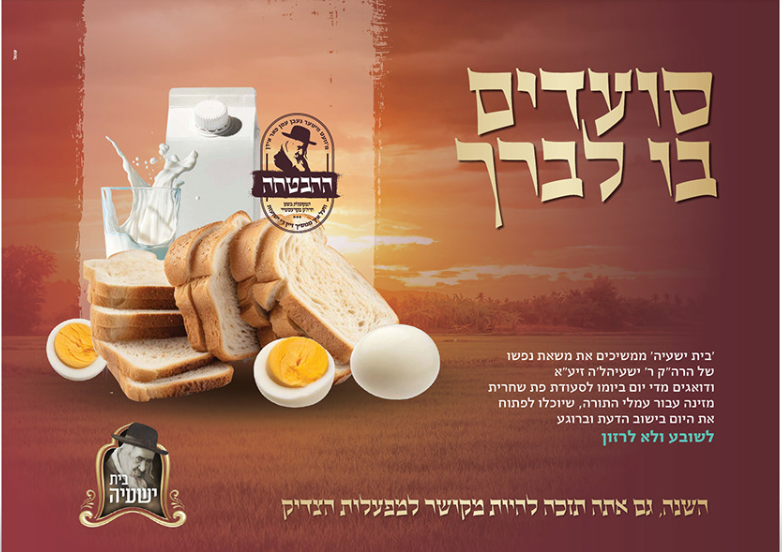 סועדים
בו לברך
ההבטחה
'בית ישעיה' ממשיכים את משאת נפשו
של הרה"ק ר' ישעיהל'ה זיע"א
ודואגים מדי יום ביומו לסעודת פת שחרית
מזינה עבור עמלי התורה, שיוכלו לפתוח
את היום בישוב הדעת וברוגע
לשובע ולא לרזון
בית
ישעיה
השנה, גם אתה תזכה להיות מקושר למפעלות הצדיק